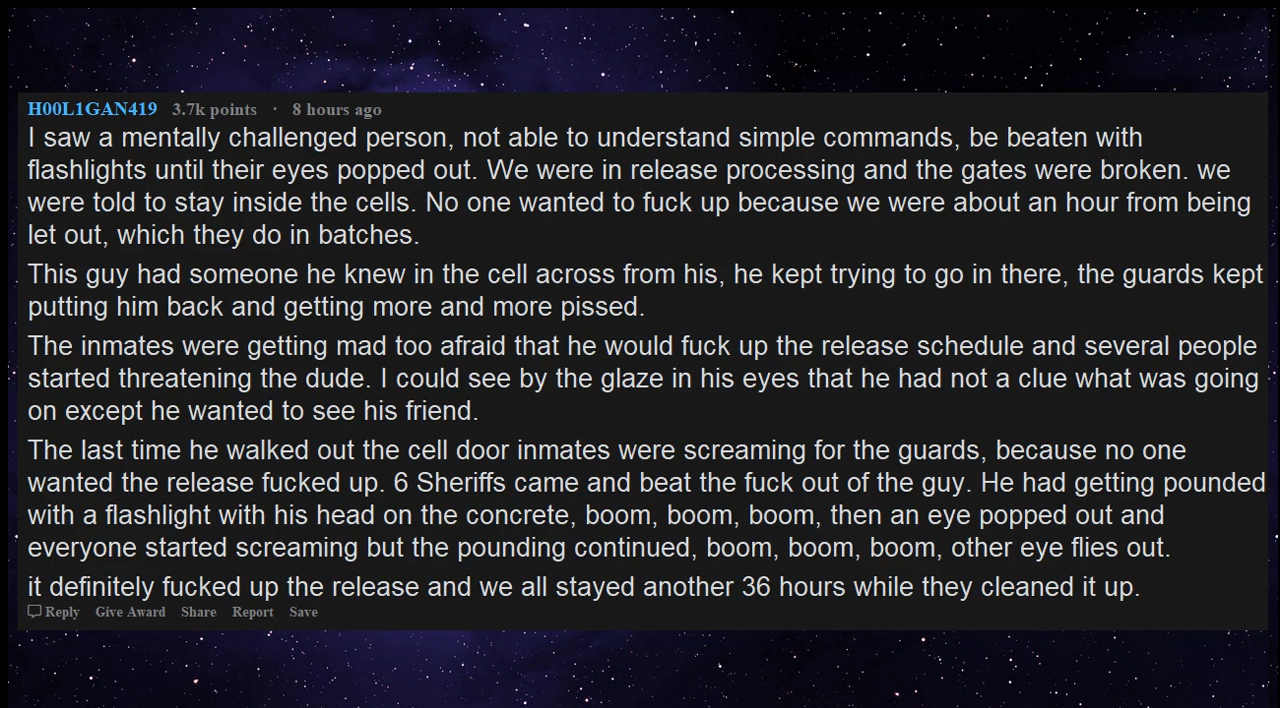 H00L1GAN419 3.7k points · 8 hours ago
I saw a mentally challenged person, not able to understand simple commands, be beaten with
flashlights until their eyes popped out. We were in release processing and the gates were broken. we
were told to stay inside the cells. No one wanted to fuck up because we were about an hour from being
let out, which they do in batches.
This guy had someone he knew in the cell across from his, he kept trying to go in there, the guards kept
putting him back and getting more and more pissed.
The inmates were getting mad too afraid that he would fuck up the release schedule and several people
started threatening the dude. I could see by the glaze in his eyes that he had not a clue what was going
on except he wanted to see his friend.
The last time he walked out the cell door inmates were screaming for the guards, because no one
wanted the release fucked up. 6 Sheriffs came and beat the fuck out of the guy. He had getting pounded
with a flashlight with his head on the concrete, boom, boom, boom, then an eye popped out and
everyone started screaming but the pounding continued, boom, boom, boom, other eye flies out.
it definitely fucked up the release and we all stayed another 36 hours while they cleaned it up.
Reply Give Award Share Report Save